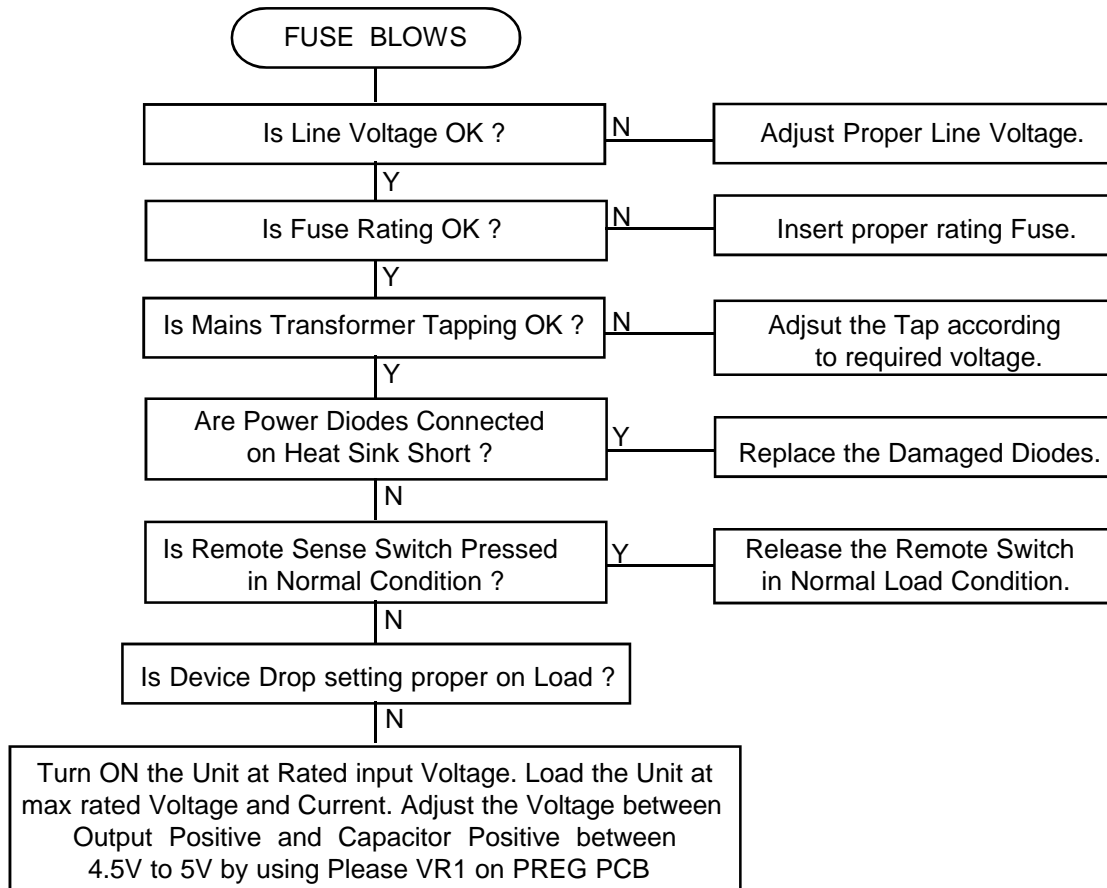 FUSE BLOWS
Is Line Voltage OK ?
N
Adjust Proper Line Voltage.
Y
Is Fuse Rating OK ?
N
Insert proper rating Fuse.
Y
Is Mains Transformer Tapping OK ?
N
Adjsut the Tap according
to required voltage.
Y
Are Power Diodes Connected
on Heat Sink Short ?
Y
Replace the Damaged Diodes.
N
Is Remote Sense Switch Pressed
in Normal Condition ?
Y
Release the Remote Switch
in Normal Load Condition.
N
Is Device Drop setting proper on Load ?
N
Turn ON the Unit at Rated input Voltage. Load the Unit at
max rated Voltage and Current. Adjust the Voltage between
Output Positive and Capacitor Positive between
4.5V to 5V by using Please VR1 on PREG PCB